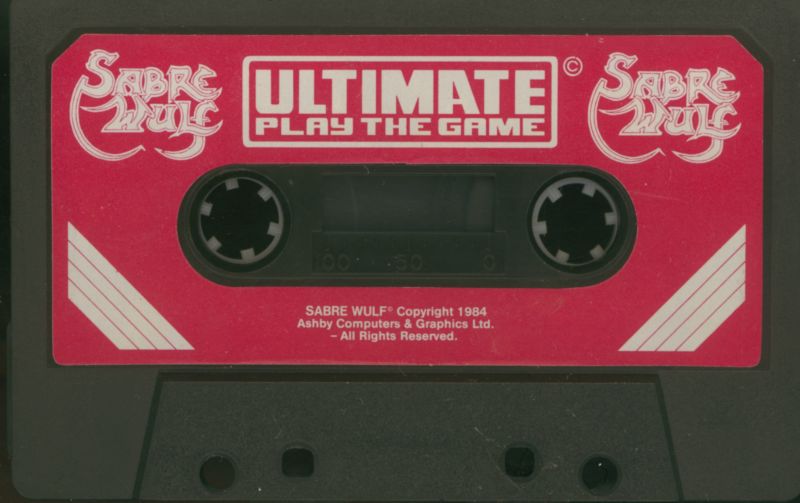 SABRE
WULF
ULTIMATE
PLAY THE GAME
©
SABRE
WULF
100 50 0
SABRE WULF© Copyright 1984
Ashby Computers & Graphics Ltd.
– All Rights Reserved.